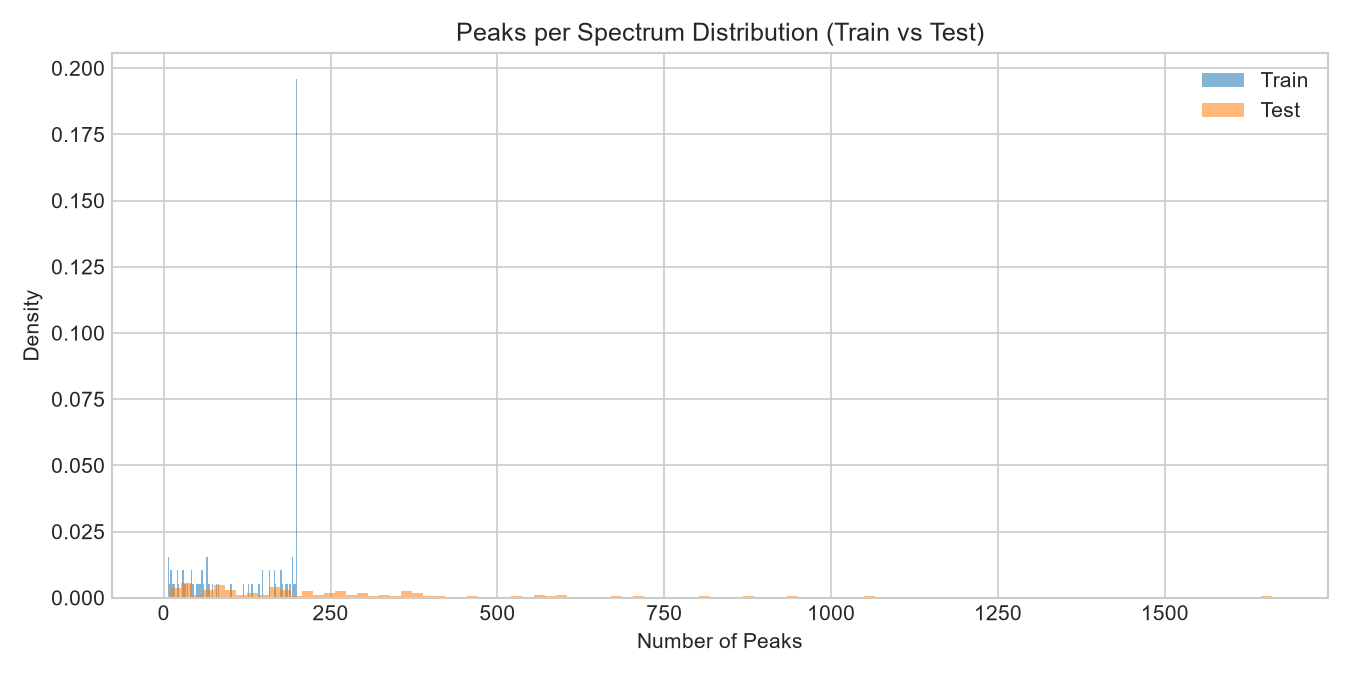 Peaks per Spectrum Distribution (Train vs Test)
Train
Test
Density
0.200
0.175
0.150
0.125
0.100
0.075
0.050
0.025
0.000
0 250 500 750 1000 1250 1500
Number of Peaks